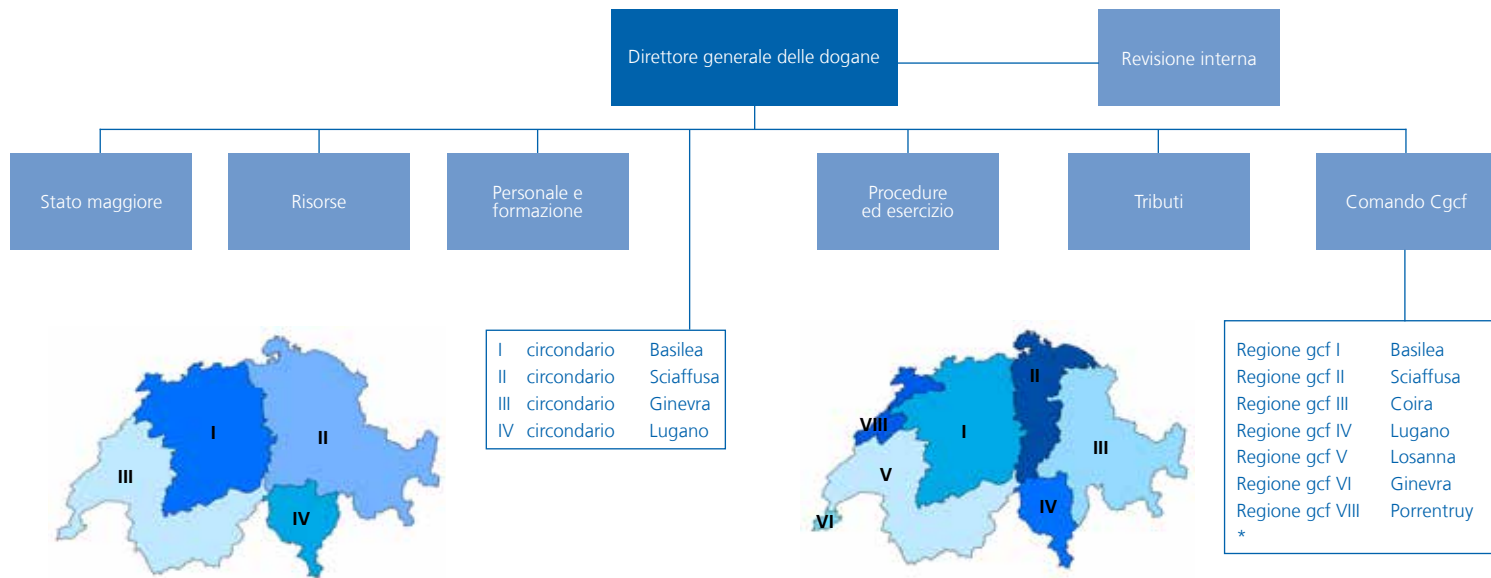 Direttore generale delle dogane
Revisione interna
Stato maggiore
Risorse
Personale e
formazione
Procedure
ed esercizio
Tributi
Comando Cgcf
I
II
III
IV
I circondario Basilea
II circondario Sciaffusa
III circondario Ginevra
IV circondario Lugano
II
VIII
I
III
V
IV
VI
Regione gcf I Basilea
Regione gcf II Sciaffusa
Regione gcf III Coira
Regione gcf IV Lugano
Regione gcf V Losanna
Regione gcf VI Ginevra
Regione gcf VIII Porrentruy
*